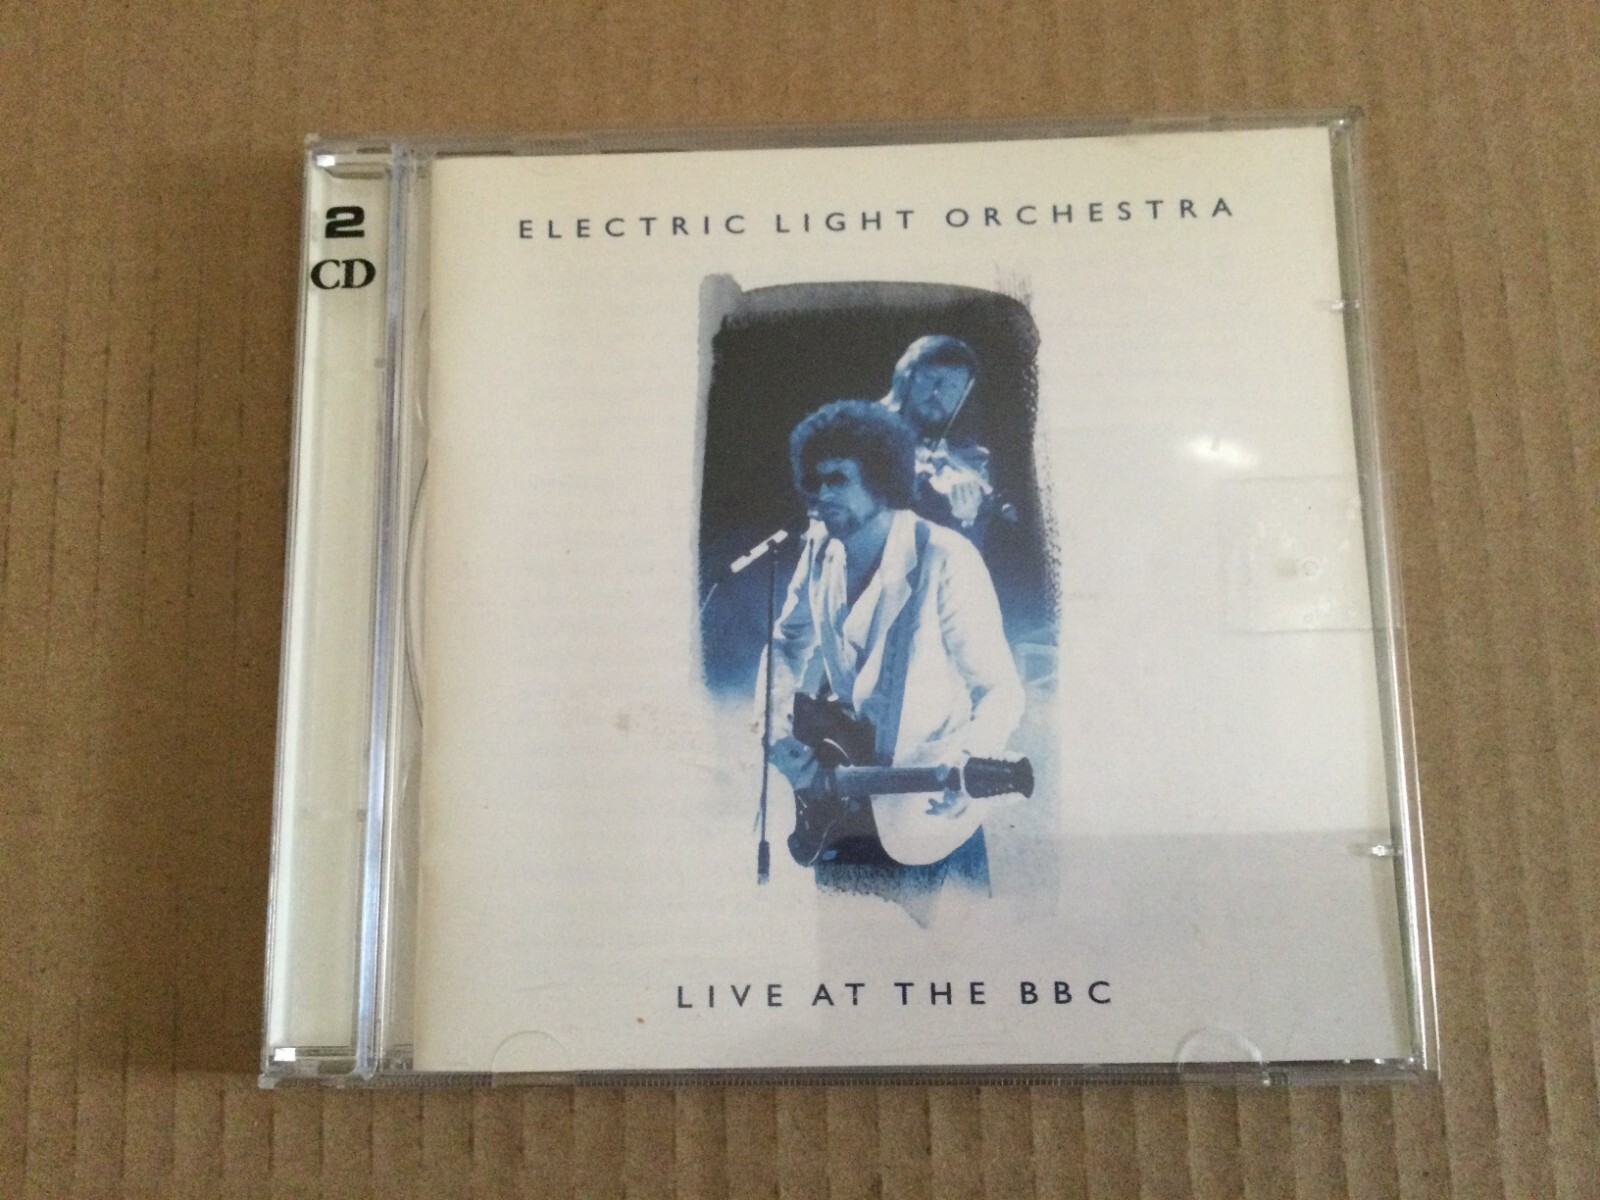 2
CD
ELECTRIC LIGHT ORCHESTRA
LIVE AT THE BBC